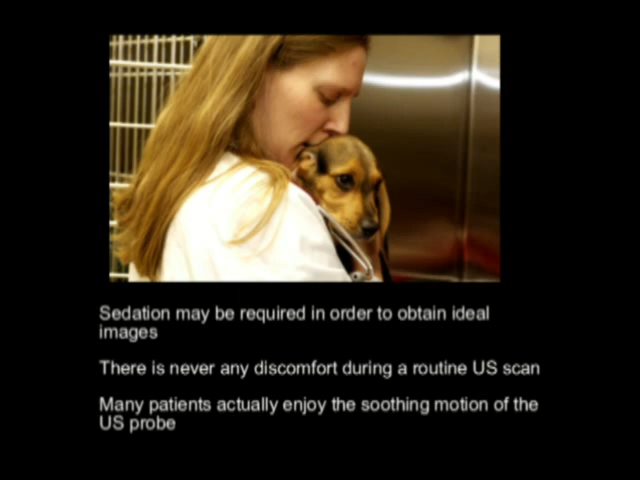 Sedation may be required in order to obtain ideal
images
There is never any discomfort during a routine US scan
Many patients actually enjoy the soothing motion of the
US probe